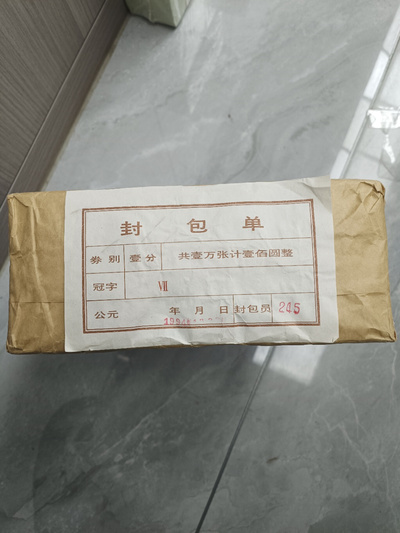 封包单
券别 壹分 共壹万张计壹佰圆整
冠字 Ⅶ
公元 年 月 日 封包员 245